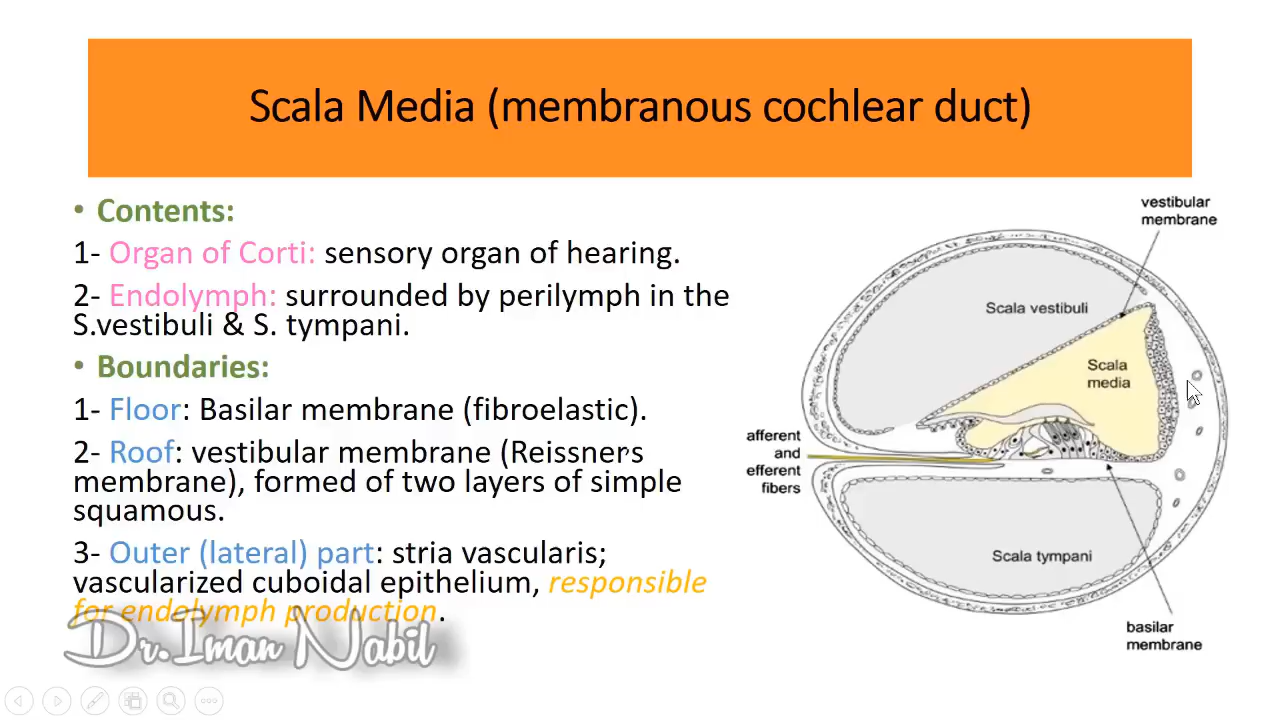 Scala Media (membranous cochlear duct)
• Contents:
1- Organ of Corti: sensory organ of hearing.
2- Endolymph: surrounded by perilymph in the
S.vestibuli & S. tympani.
• Boundaries:
1- Floor: Basilar membrane (fibroelastic).
2- Roof: vestibular membrane (Reissners
membrane), formed of two layers of simple
squamous.
3- Outer (lateral) part: stria vascularis;
vascularized cuboidal epithelium, responsible
for endolymph production.
Dr.Iman Nabil
vestibular
membrane
Scala vestibuli
Scala
media
afferent
and
efferent
fibers
Scala tympani
basilar
membrane